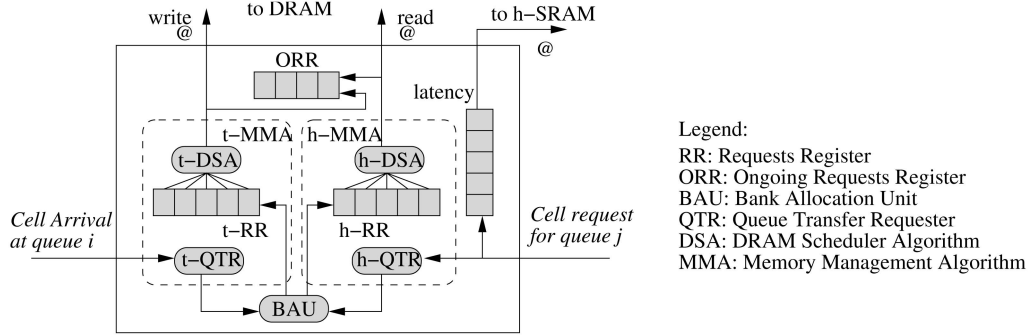 write
@
to DRAM
read
@
to h−SRAM
@
ORR
latency
t−MMA
h−MMA
t−DSA
h−DSA
Cell Arrival
at queue i
t−RR
h−RR
Cell request
for queue j
t−QTR
h−QTR
BAU
Legend:
RR: Requests Register
ORR: Ongoing Requests Register
BAU: Bank Allocation Unit
QTR: Queue Transfer Requester
DSA: DRAM Scheduler Algorithm
MMA: Memory Management Algorithm